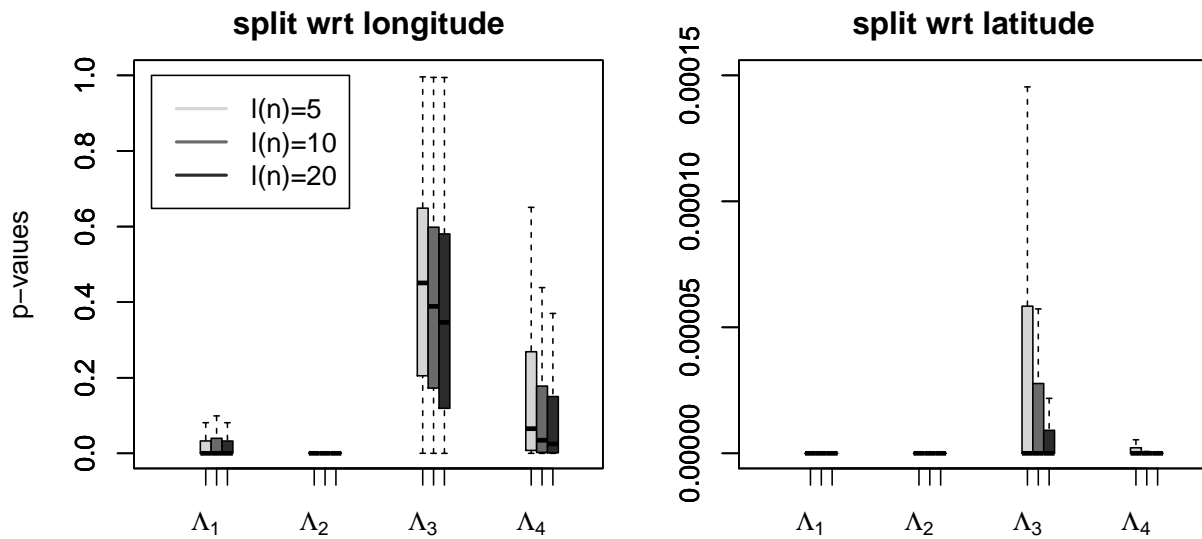 split wrt longitude
split wrt latitude
p−values
0.0
0.2
0.4
0.6
0.8
1.0
l(n)=5
l(n)=10
l(n)=20
Λ1
Λ2
Λ3
Λ4
0.00000
0.00005
0.00010
0.00015
Λ1
Λ2
Λ3
Λ4